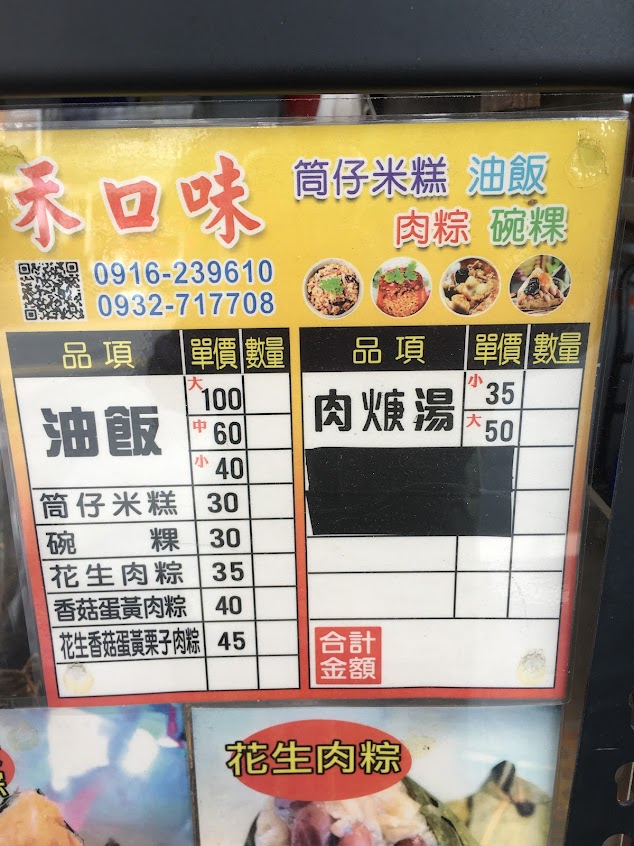 禾口味
筒仔米糕 油飯
肉粽 碗粿
0916-239610
0932-717708
品項 單價 數量
油飯 大 100
中 60
小 40
筒仔米糕 30
碗粿 30
花生肉粽 35
香菇蛋黃肉粽 40
花生香菇蛋黃栗子肉粽 45
品項 單價 數量
肉焿湯 小 35
大 50
合計
金額
花生肉粽